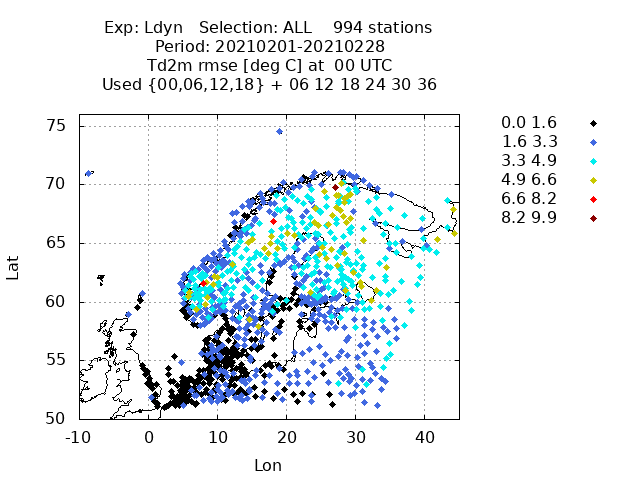 Exp: Ldyn   Selection: ALL    994 stations
Period: 20210201-20210228
Td2m rmse [deg C] at  00 UTC
Used {00,06,12,18} + 06 12 18 24 30 36
75
70
65
60
55
50
Lat
-10 0 10 20 30 40
Lon
0.0 1.6
1.6 3.3
3.3 4.9
4.9 6.6
6.6 8.2
8.2 9.9